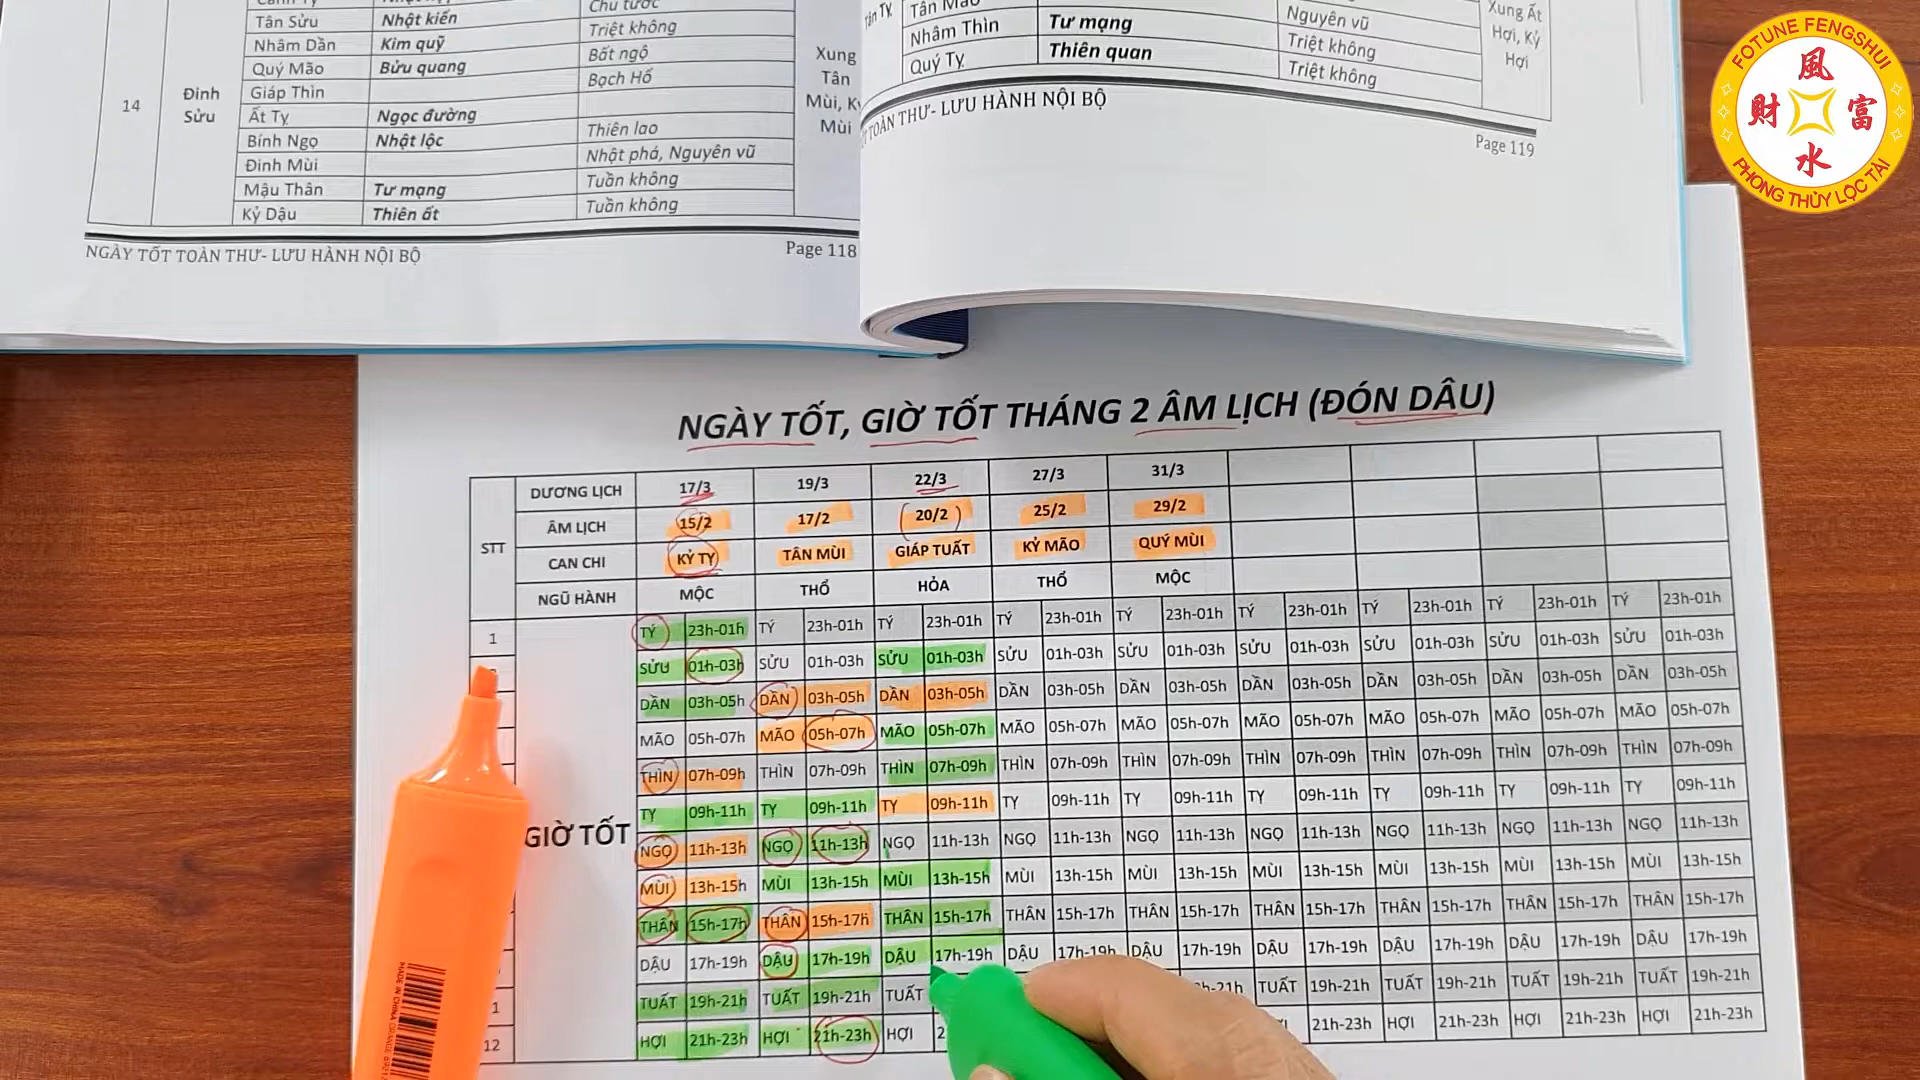 Chu tước
Tân Sửu Nhật kiến Triệt không
Nhâm Dần Kim quỹ Bất ngộ
Quý Mão Bửu quang Bạch Hổ
Giáp Thìn
Ất Tỵ Ngọc đường Thiên lao
Bính Ngọ Nhật lộc Nhật phá, Nguyên vũ
Đinh Mùi Tuần không
Mậu Thân Tư mạng Tuần không
Kỷ Dậu Thiên ất
14 Đinh Sửu
Xung
Tân
Mùi, Kỷ
Mùi
NGÀY TỐT TOÀN THƯ- LƯU HÀNH NỘI BỘ Page 118
Tân Mão Nguyên vũ
Nhâm Thìn Tư mạng Triệt không
Quý Tỵ Thiên quan Triệt không
Xung Ất
Hợi, Kỷ
Hợi
TOÀN THƯ- LƯU HÀNH NỘI BỘ
Page 119
FOTUNE FENGSHUI
風
財 富
水
PHONG THỦY LỘC TÀI
NGÀY TỐT, GIỜ TỐT THÁNG 2 ÂM LỊCH (ĐÓN DÂU)
STT
DƯƠNG LỊCH 17/3 19/3 22/3 27/3 31/3
ÂM LỊCH 15/2 17/2 (20/2) 25/2 29/2
CAN CHI KỶ TỴ TÂN MÙI GIÁP TUẤT KỶ MÃO QUÝ MÙI
NGŨ HÀNH MỘC THỔ HỎA THỔ MỘC
GIỜ TỐT
1 TÝ 23h-01h TÝ 23h-01h TÝ 23h-01h TÝ 23h-01h TÝ 23h-01h TÝ 23h-01h TÝ 23h-01h TÝ 23h-01h TÝ 23h-01h
SỬU 01h-03h SỬU 01h-03h SỬU 01h-03h SỬU 01h-03h SỬU 01h-03h SỬU 01h-03h SỬU 01h-03h SỬU 01h-03h SỬU 01h-03h
DẦN 03h-05h DẦN 03h-05h DẦN 03h-05h DẦN 03h-05h DẦN 03h-05h DẦN 03h-05h DẦN 03h-05h DẦN 03h-05h DẦN 03h-05h
MÃO 05h-07h MÃO 05h-07h MÃO 05h-07h MÃO 05h-07h MÃO 05h-07h MÃO 05h-07h MÃO 05h-07h MÃO 05h-07h MÃO 05h-07h
THÌN 07h-09h THÌN 07h-09h THÌN 07h-09h THÌN 07h-09h THÌN 07h-09h THÌN 07h-09h THÌN 07h-09h THÌN 07h-09h THÌN 07h-09h
TỴ 09h-11h TỴ 09h-11h TỴ 09h-11h TỴ 09h-11h TỴ 09h-11h TỴ 09h-11h TỴ 09h-11h TỴ 09h-11h TỴ 09h-11h
NGỌ 11h-13h NGỌ 11h-13h NGỌ 11h-13h NGỌ 11h-13h NGỌ 11h-13h NGỌ 11h-13h NGỌ 11h-13h NGỌ 11h-13h NGỌ 11h-13h
MÙI 13h-15h MÙI 13h-15h MÙI 13h-15h MÙI 13h-15h MÙI 13h-15h MÙI 13h-15h MÙI 13h-15h MÙI 13h-15h MÙI 13h-15h
THÂN 15h-17h THÂN 15h-17h THÂN 15h-17h THÂN 15h-17h THÂN 15h-17h THÂN 15h-17h THÂN 15h-17h THÂN 15h-17h THÂN 15h-17h
DẬU 17h-19h DẬU 17h-19h DẬU 17h-19h DẬU 17h-19h DẬU 17h-19h DẬU 17h-19h DẬU 17h-19h DẬU 17h-19h DẬU 17h-19h
TUẤT 19h-21h TUẤT 19h-21h TUẤT TUẤT 19h-21h TUẤT 19h-21h TUẤT 19h-21h TUẤT 19h-21h
12 HỢI 21h-23h HỢI 21h-23h HỢI 21h-23h HỢI 21h-23h HỢI 21h-23h HỢI 21h-23h